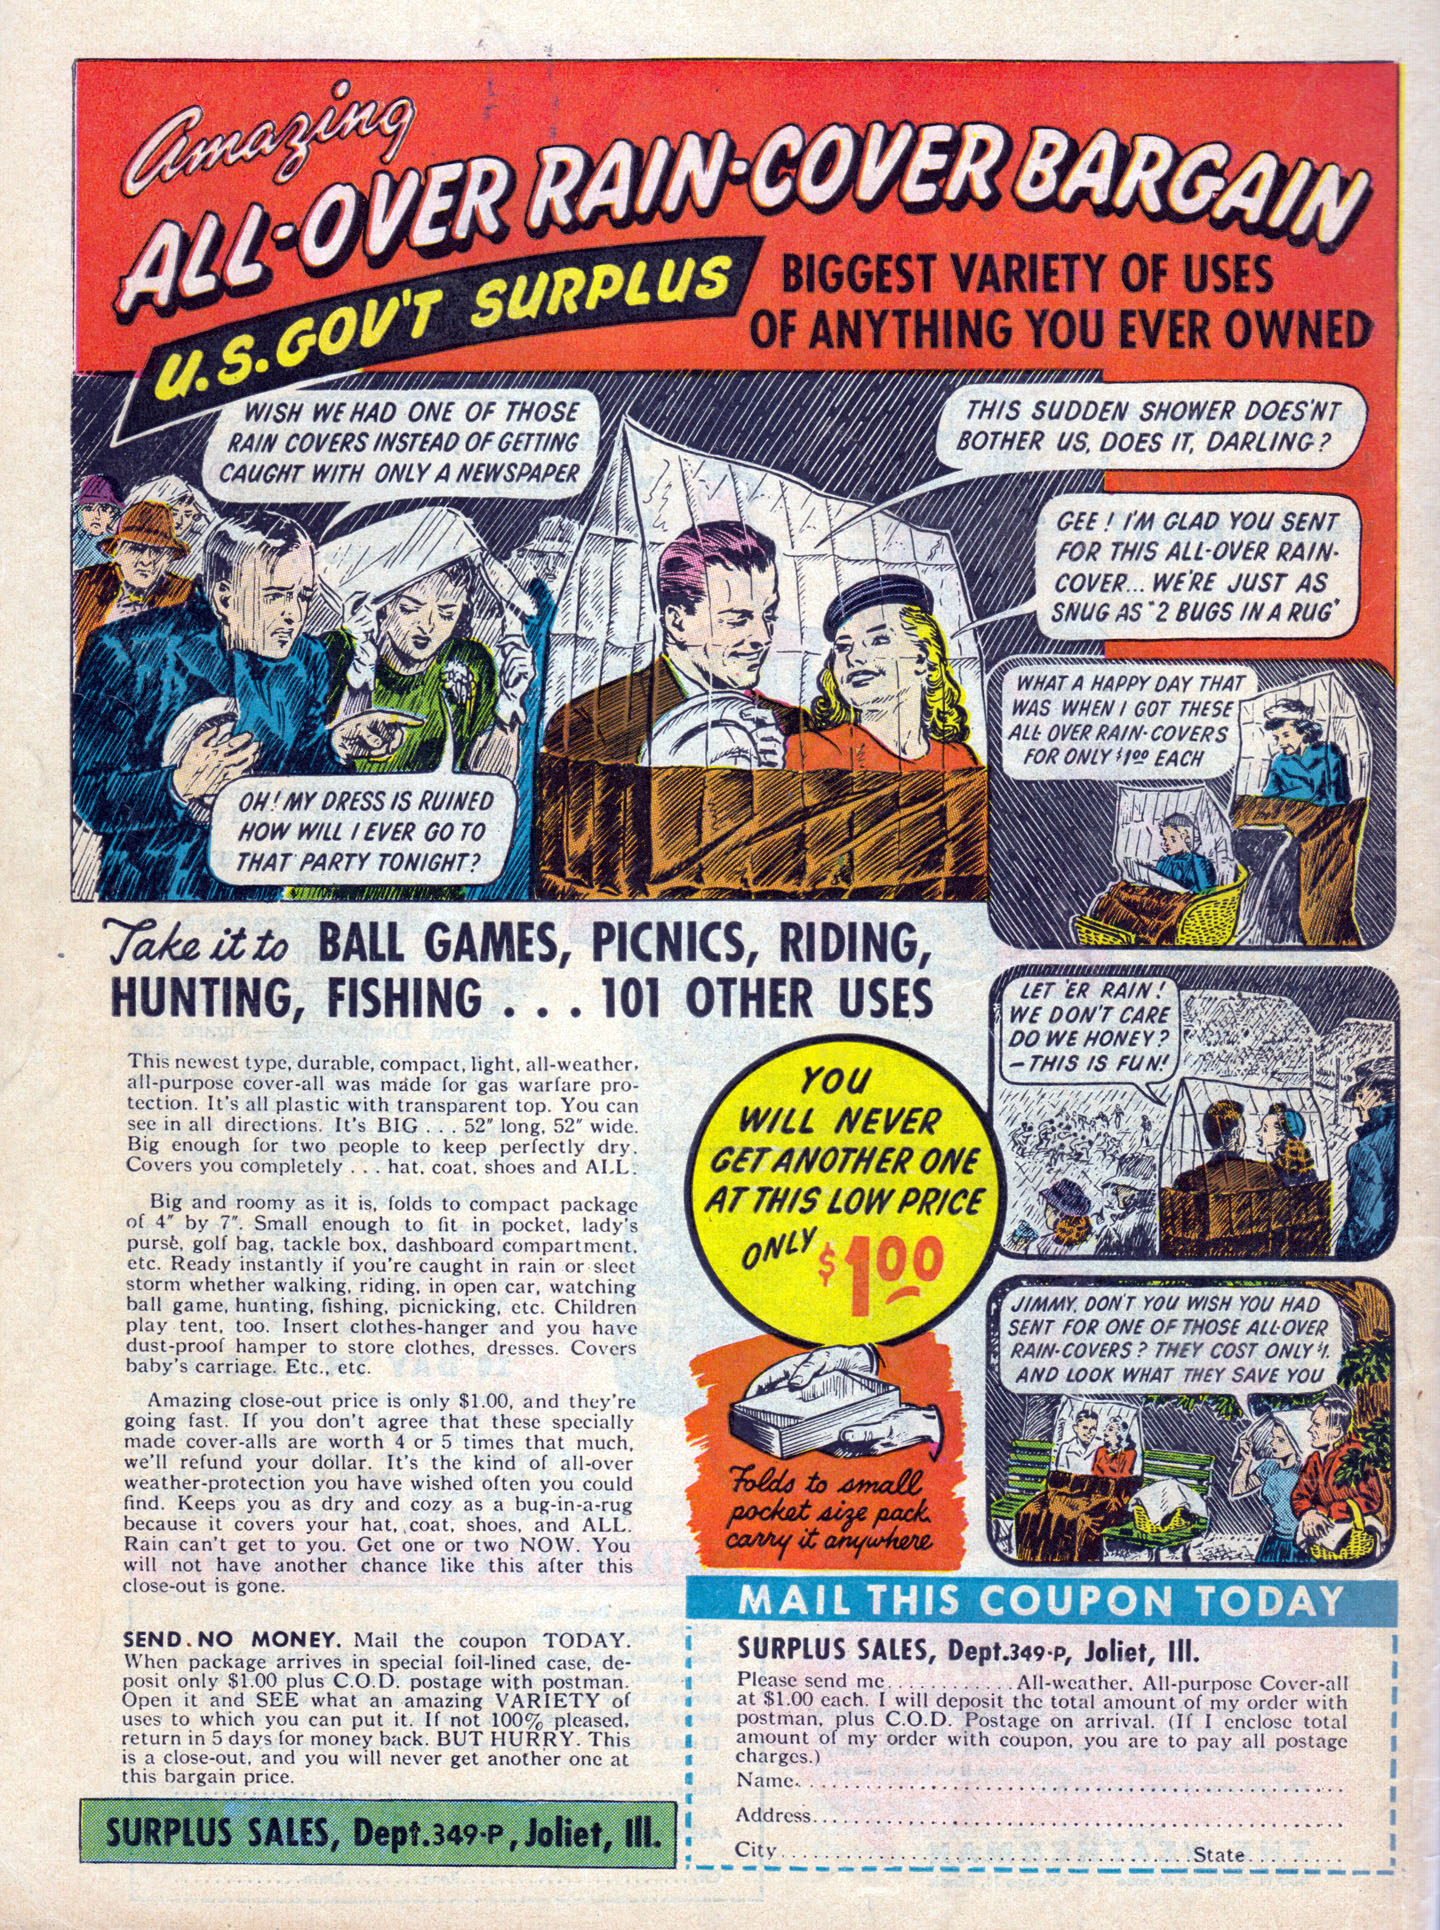 Amazing
ALL-OVER RAIN-COVER BARGAIN
U.S. GOV'T SURPLUS
BIGGEST VARIETY OF USES
OF ANYTHING YOU EVER OWNED
WISH WE HAD ONE OF THOSE
RAIN COVERS INSTEAD OF GETTING
CAUGHT WITH ONLY A NEWSPAPER
THIS SUDDEN SHOWER DOES'NT
BOTHER US, DOES IT, DARLING?
GEE! I'M GLAD YOU SENT
FOR THIS ALL-OVER RAIN-
COVER... WE'RE JUST AS
SNUG AS "2 BUGS IN A RUG"
OH! MY DRESS IS RUINED
HOW WILL I EVER GO TO
THAT PARTY TONIGHT?
WHAT A HAPPY DAY THAT
WAS WHEN I GOT THESE
ALL OVER RAIN-COVERS
FOR ONLY $1.00 EACH
Take it to BALL GAMES, PICNICS, RIDING,
HUNTING, FISHING . . . 101 OTHER USES
LET 'ER RAIN!
WE DON'T CARE
DO WE HONEY?
- THIS IS FUN!
This newest type, durable, compact, light, all-weather,
all-purpose cover-all was made for gas warfare pro-
tection. It's all plastic with transparent top. You can
see in all directions. It's BIG . . . 52" long, 52" wide.
Big enough for two people to keep perfectly dry.
Covers you completely . . . hat, coat, shoes and ALL.
Big and roomy as it is, folds to compact package
of 4" by 7". Small enough to fit in pocket, lady's
purse, golf bag, tackle box, dashboard compartment,
etc. Ready instantly if you're caught in rain or sleet
storm whether walking, riding, in open car, watching
ball game, hunting, fishing, picnicking, etc. Children
play tent, too. Insert clothes-hanger and you have
dust-proof hamper to store clothes, dresses. Covers
baby's carriage. Etc., etc.
Amazing close-out price is only $1.00, and they're
going fast. If you don't agree that these specially
made cover-alls are worth 4 or 5 times that much,
we'll refund your dollar. It's the kind of all-over
weather-protection you have wished often you could
find. Keeps you as dry and cozy as a bug-in-a-rug
because it covers your hat, coat, shoes, and ALL.
Rain can't get to you. Get one or two NOW. You
will not have another chance like this after this
close-out is gone.
SEND NO MONEY. Mail the coupon TODAY.
When package arrives in special foil-lined case, de-
posit only $1.00 plus C.O.D. postage with postman.
Open it and SEE what an amazing VARIETY of
uses to which you can put it. If not 100% pleased,
return in 5 days for money back. BUT HURRY. This
is a close-out, and you will never get another one at
this bargain price.
SURPLUS SALES, Dept.349-P, Joliet, Ill.
YOU
WILL NEVER
GET ANOTHER ONE
AT THIS LOW PRICE
ONLY $1.00
Folds to small
pocket size pack,
carry it anywhere
JIMMY, DON'T YOU WISH YOU HAD
SENT FOR ONE OF THOSE ALL-OVER
RAIN-COVERS? THEY COST ONLY $1.
AND LOOK WHAT THEY SAVE YOU
MAIL THIS COUPON TODAY
SURPLUS SALES, Dept.349-P, Joliet, Ill.
Please send me............All-weather, All-purpose Cover-all
at $1.00 each. I will deposit the total amount of my order with
postman, plus C.O.D. Postage on arrival. (If I enclose total
amount of my order with coupon, you are to pay all postage
charges.)
Name
Address
City State